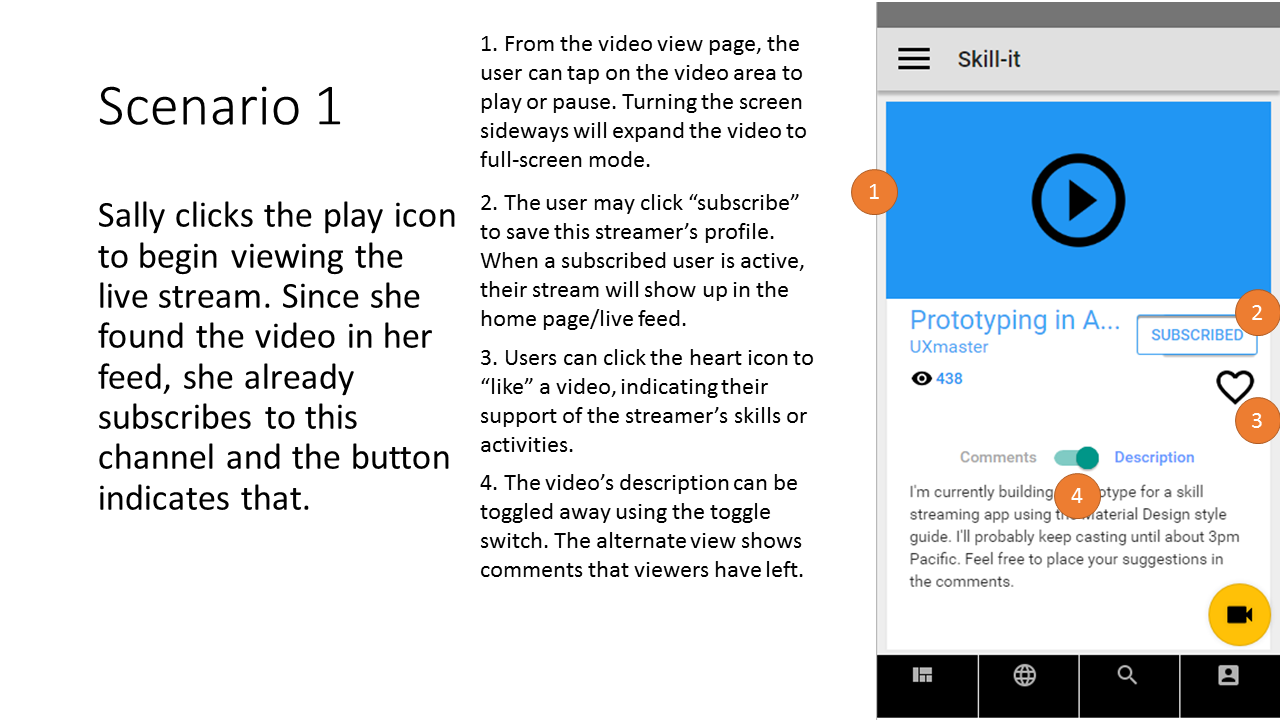 Scenario 1
Sally clicks the play icon
to begin viewing the
live stream. Since she
found the video in her
feed, she already
subscribes to this
channel and the button
indicates that.
1. From the video view page, the
user can tap on the video area to
play or pause. Turning the screen
sideways will expand the video to
full-screen mode.
2. The user may click “subscribe”
to save this streamer’s profile.
When a subscribed user is active,
their stream will show up in the
home page/live feed.
3. Users can click the heart icon to
“like” a video, indicating their
support of the streamer’s skills or
activities.
4. The video’s description can be
toggled away using the toggle
switch. The alternate view shows
comments that viewers have left.
Skill-it
1
2
Prototyping in A...
SUBSCRIBED
UXmaster
438
3
Comments
Description
4
I'm currently building for a skill
streaming app using the Material Design style
guide. I'll probably keep casting until about 3pm
Pacific. Feel free to place your suggestions in
the comments.